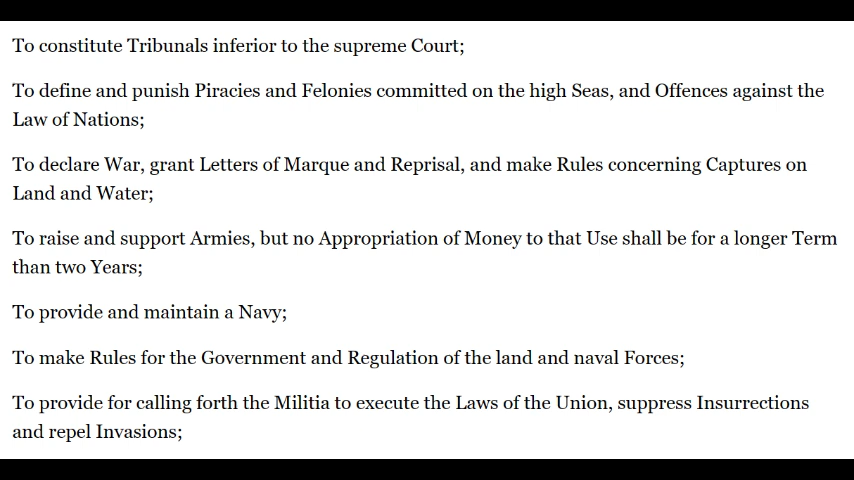 To constitute Tribunals inferior to the supreme Court;
To define and punish Piracies and Felonies committed on the high Seas, and Offences against the
Law of Nations;
To declare War, grant Letters of Marque and Reprisal, and make Rules concerning Captures on
Land and Water;
To raise and support Armies, but no Appropriation of Money to that Use shall be for a longer Term
than two Years;
To provide and maintain a Navy;
To make Rules for the Government and Regulation of the land and naval Forces;
To provide for calling forth the Militia to execute the Laws of the Union, suppress Insurrections
and repel Invasions;